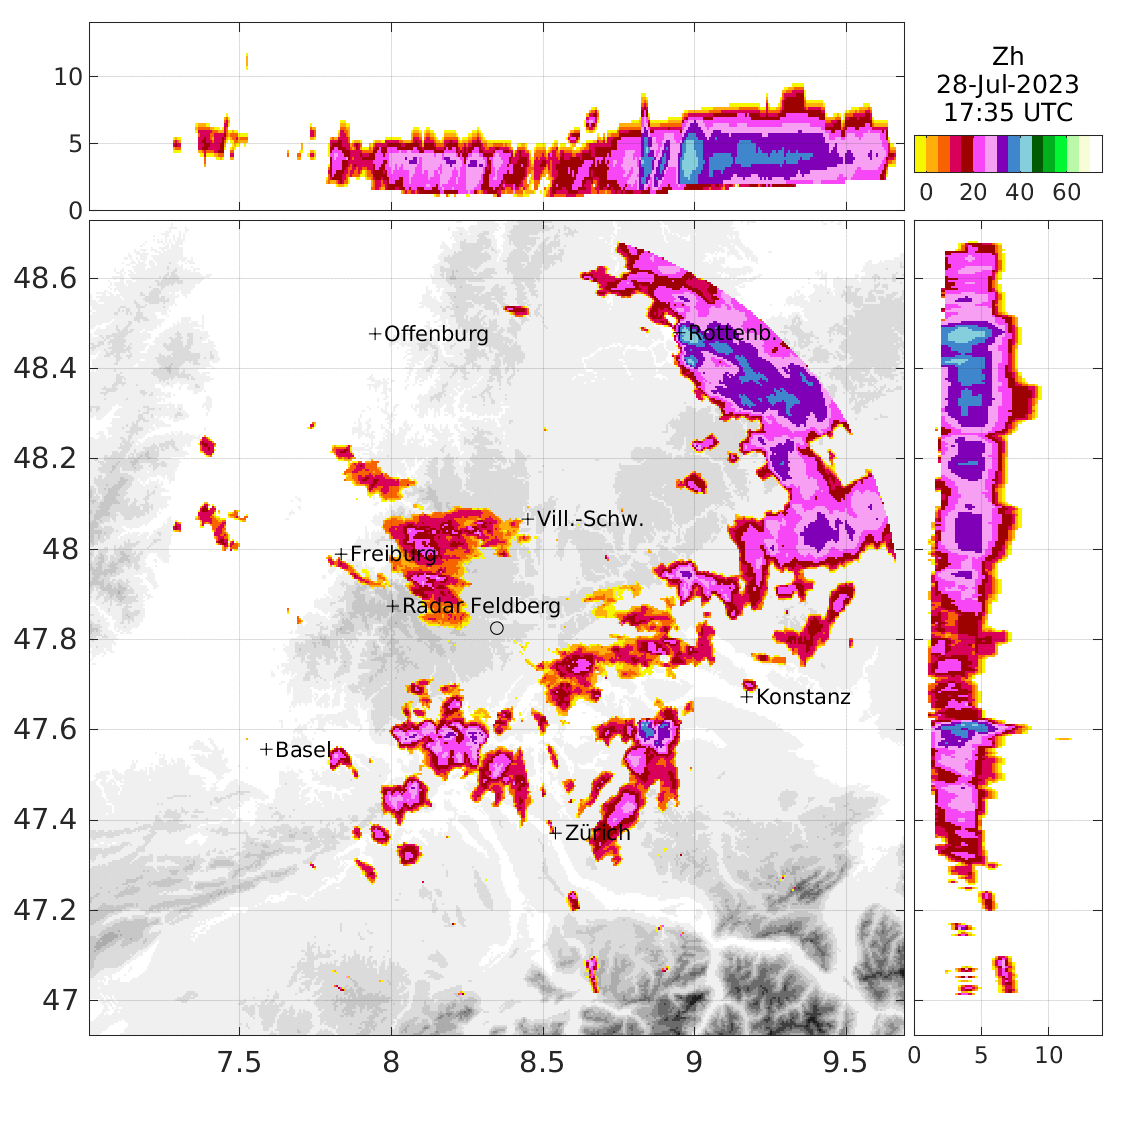 10
5
0
Zh
28-Jul-2023
17:35 UTC
0 20 40 60
48.6
48.4
48.2
48
47.8
47.6
47.4
47.2
47
Offenburg
Rottenb.
Vill.-Schw.
Freiburg
Radar Feldberg
Konstanz
Basel
Zürich
7.5 8 8.5 9 9.5
0 5 10